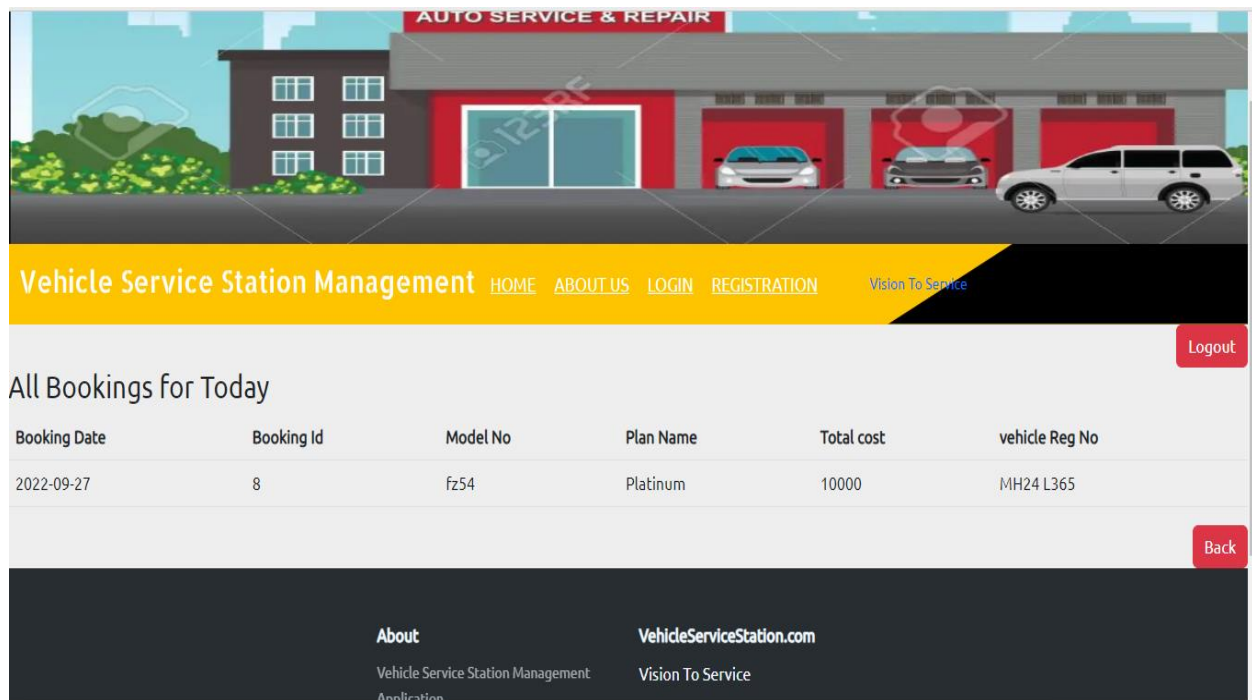 AUTO SERVICE & REPAIR
123RF
Vehicle Service Station Management HOME ABOUT US LOGIN REGISTRATION Vision To Service
Logout
All Bookings for Today
Booking Date Booking Id Model No Plan Name Total cost vehicle Reg No
2022-09-27 8 fz54 Platinum 10000 MH24 L365
Back
About VehicleServiceStation.com
Vehicle Service Station Management Vision To Service
Application